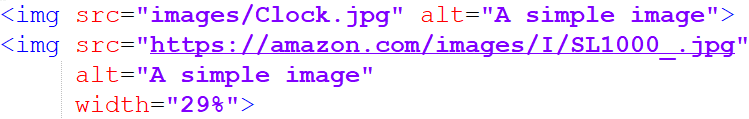 <img src="images/Clock.jpg" alt="A simple image">
<img src="https://amazon.com/images/I/SL1000_.jpg"
alt="A simple image"
width="29%">